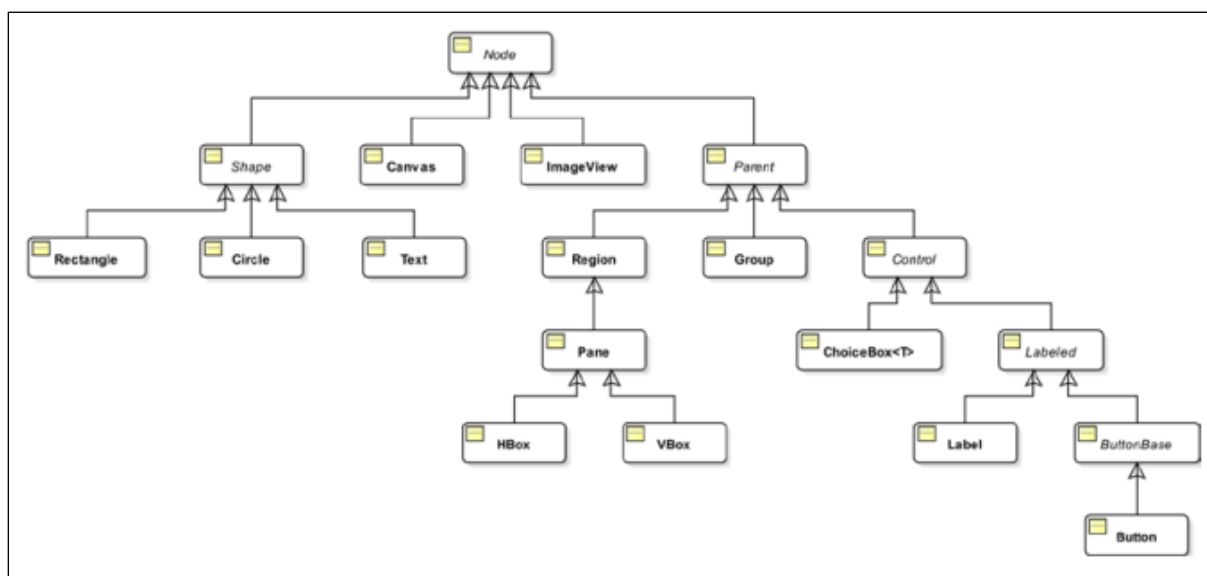 Node
Shape
Canvas
ImageView
Parent
Rectangle
Circle
Text
Region
Group
Control
Pane
ChoiceBox<T>
Labeled
HBox
VBox
Label
ButtonBase
Button